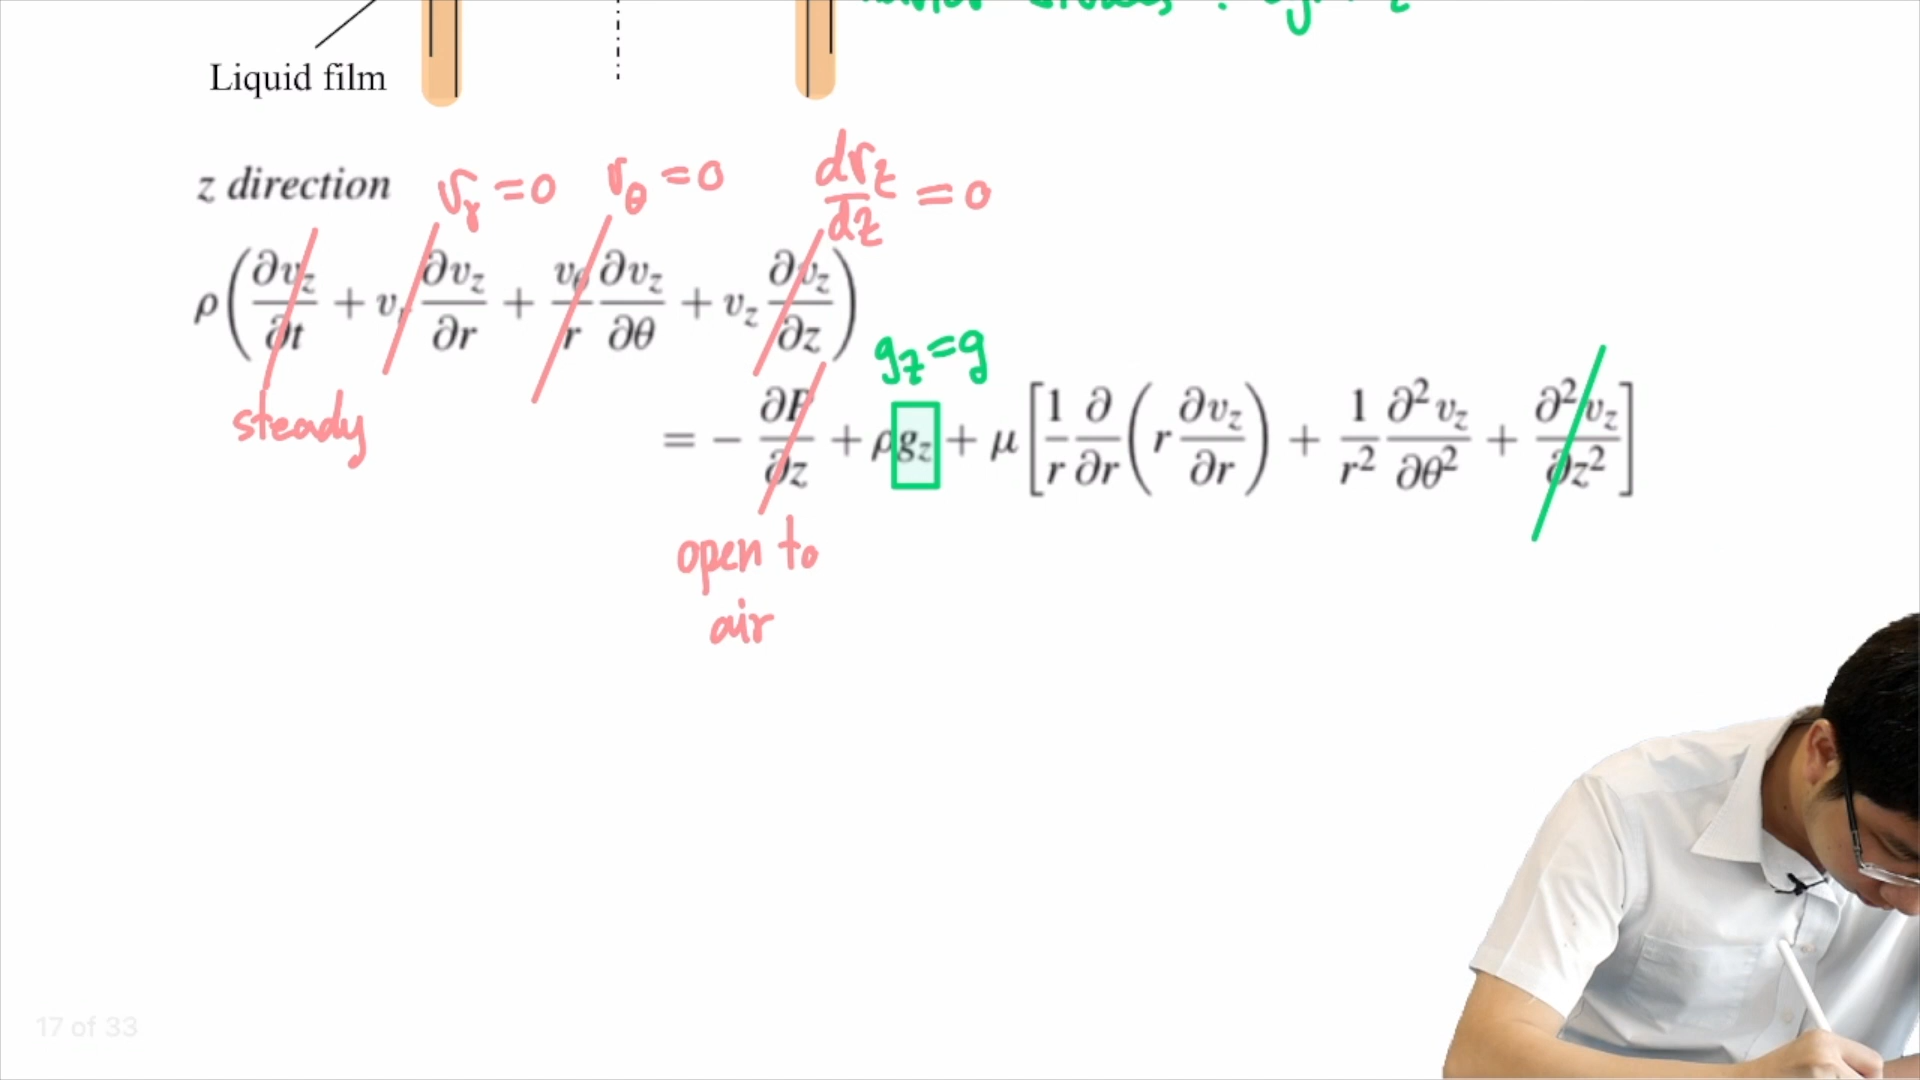 Liquid film
z direction
v_r = 0
v_θ = 0
dv_z/dz = 0
ρ(∂v_z/∂t + v_r ∂v_z/∂r + v_θ/r ∂v_z/∂θ + v_z ∂v_z/∂z)
g_z = g
= − ∂P/∂z + ρg_z + μ[1/r ∂/∂r (r ∂v_z/∂r) + 1/r² ∂²v_z/∂θ² + ∂²v_z/∂z²]
steady
open to
air
17 of 33